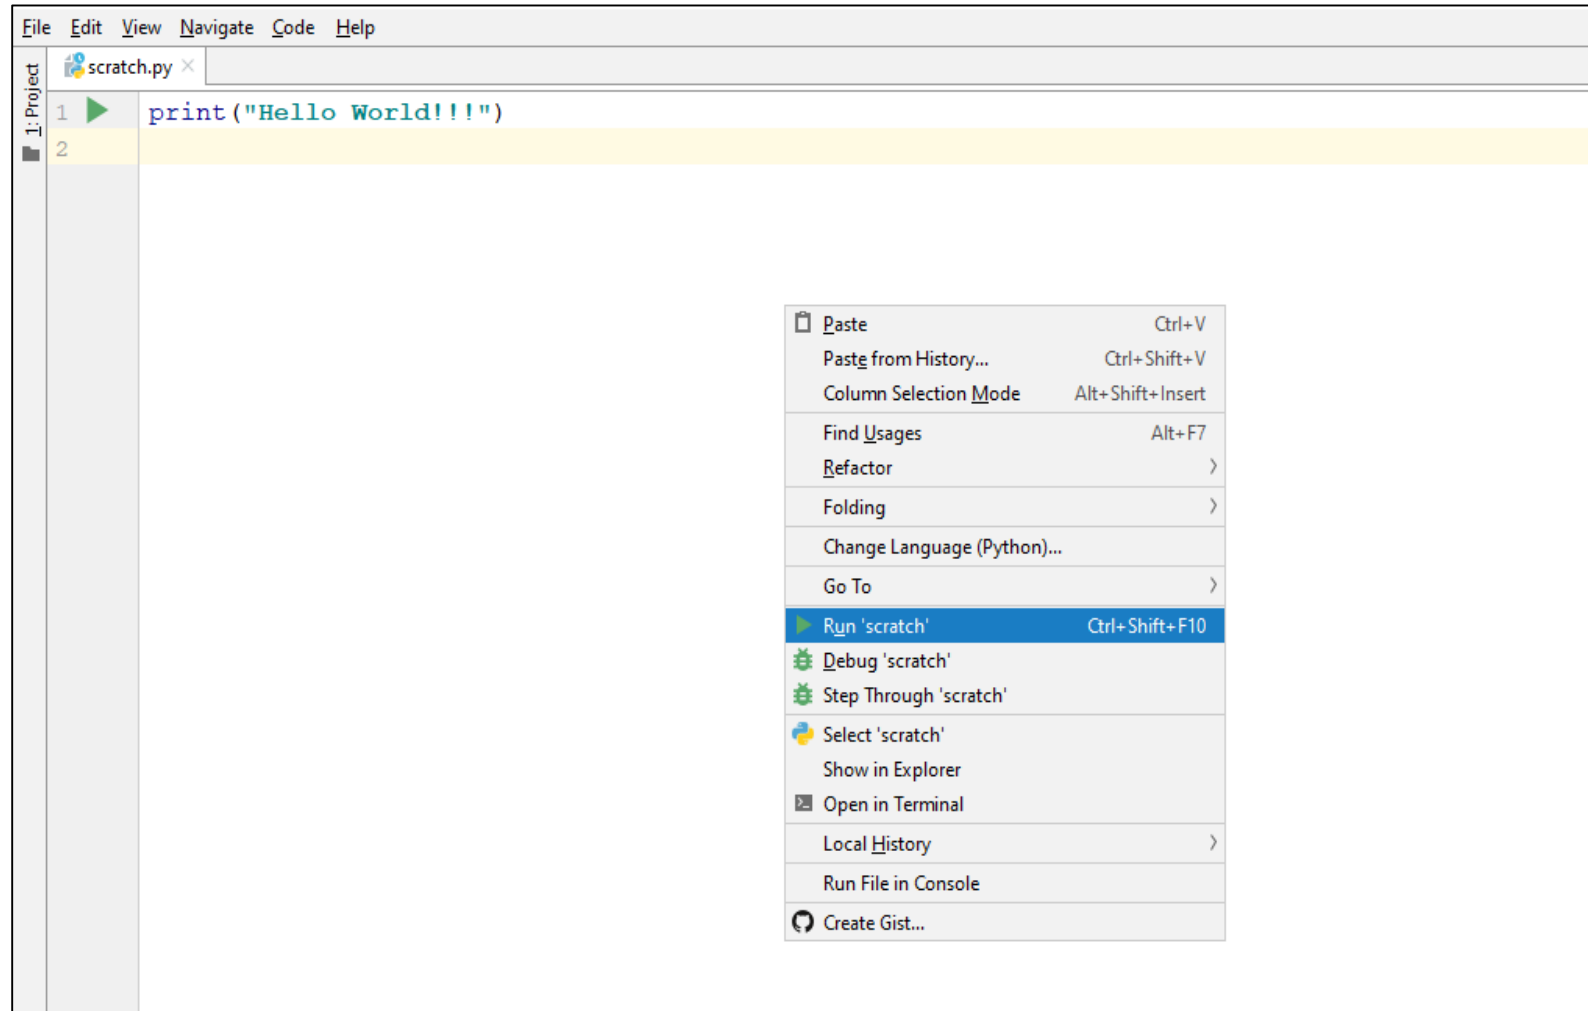 File Edit View Navigate Code Help
1: Project
scratch.py
1 print("Hello World!!!")
2
Paste Ctrl+V
Paste from History... Ctrl+Shift+V
Column Selection Mode Alt+Shift+Insert
Find Usages Alt+F7
Refactor
Folding
Change Language (Python)...
Go To
Run 'scratch' Ctrl+Shift+F10
Debug 'scratch'
Step Through 'scratch'
Select 'scratch'
Show in Explorer
Open in Terminal
Local History
Run File in Console
Create Gist...